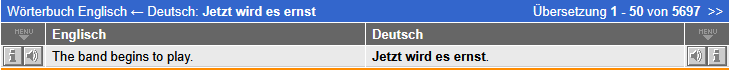 Wörterbuch Englisch ← Deutsch: Jetzt wird es ernst Übersetzung 1 - 50 von 5697 >>
MENU Englisch Deutsch MENU
i The band begins to play. Jetzt wird es ernst. i